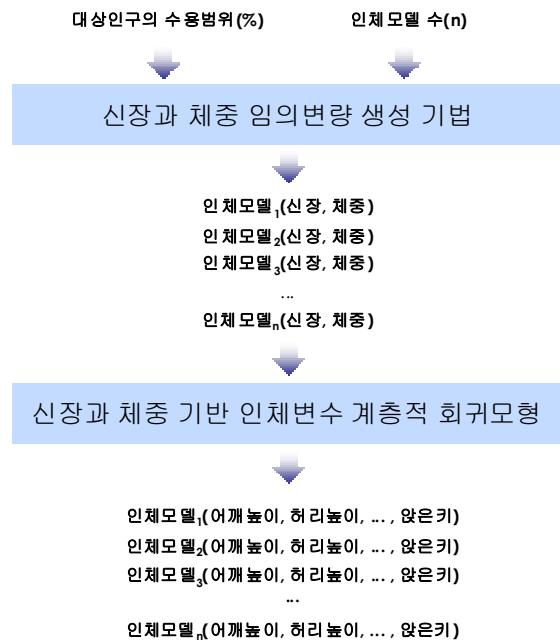 대상인구의 수용범위(%) 인체모델 수(n)
신장과 체중 임의변량 생성 기법
인체모델₁(신장, 체중)
인체모델₂(신장, 체중)
인체모델₃(신장, 체중)
...
인체모델ₙ(신장, 체중)
신장과 체중 기반 인체변수 계층적 회귀모형
인체모델₁(어깨높이, 허리높이, ... , 앉은키)
인체모델₂(어깨높이, 허리높이, ... , 앉은키)
인체모델₃(어깨높이, 허리높이, ... , 앉은키)
...
인체모델ₙ(어깨높이, 허리높이, ... , 앉은키)